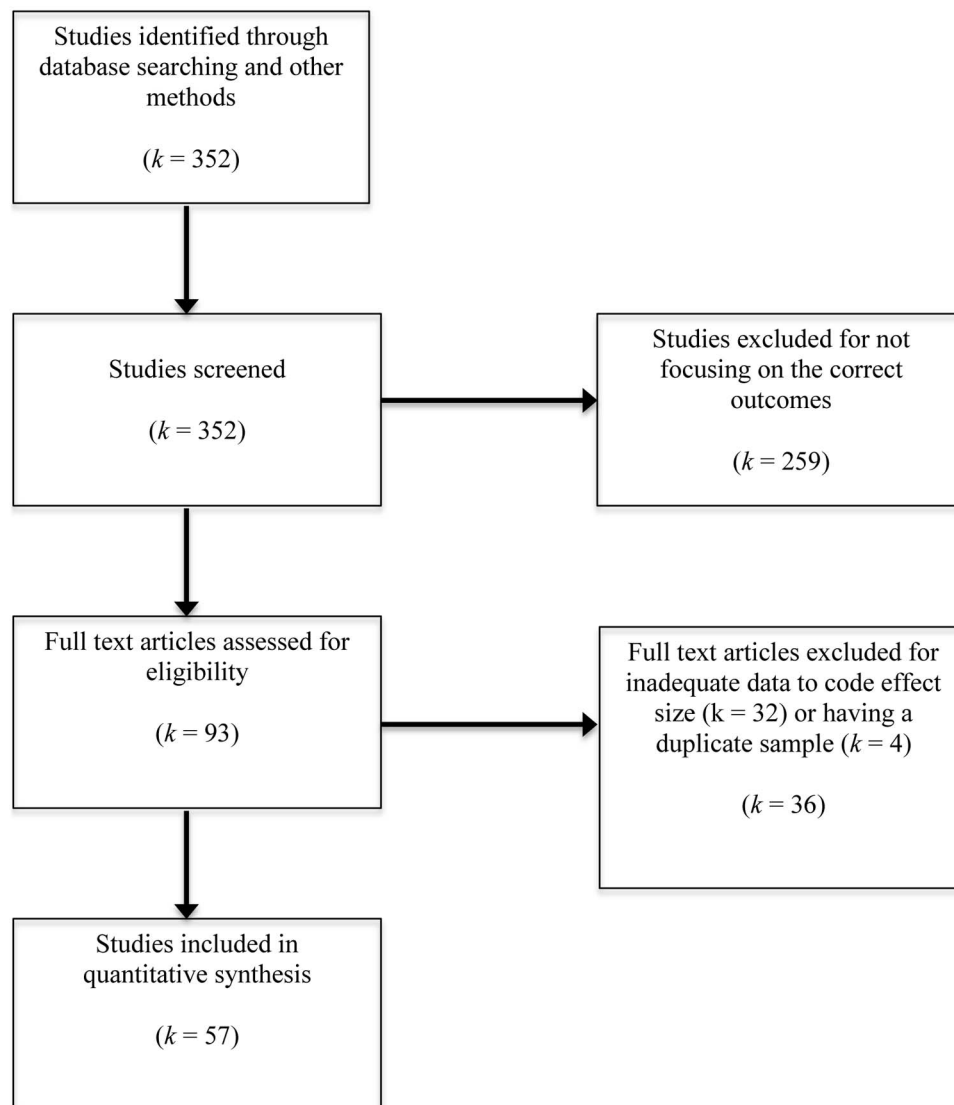 Studies identified through
database searching and other
methods
(k = 352)
Studies screened
(k = 352)
Studies excluded for not
focusing on the correct
outcomes
(k = 259)
Full text articles assessed for
eligibility
(k = 93)
Full text articles excluded for
inadequate data to code effect
size (k = 32) or having a
duplicate sample (k = 4)
(k = 36)
Studies included in
quantitative synthesis
(k = 57)